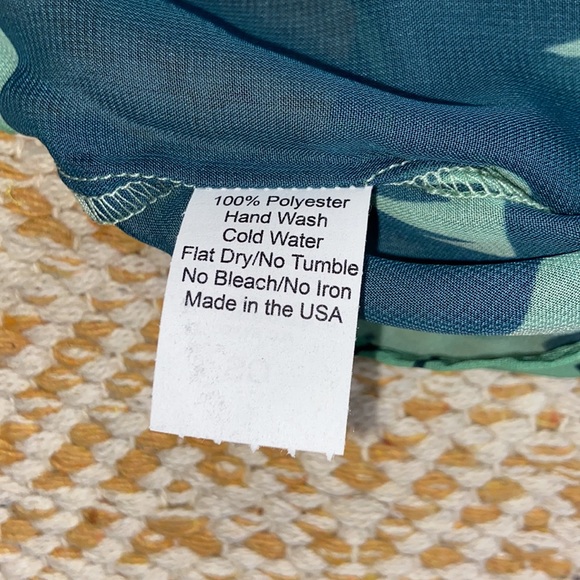 100% Polyester
Hand Wash
Cold Water
Flat Dry/No Tumble
No Bleach/No Iron
Made in the USA